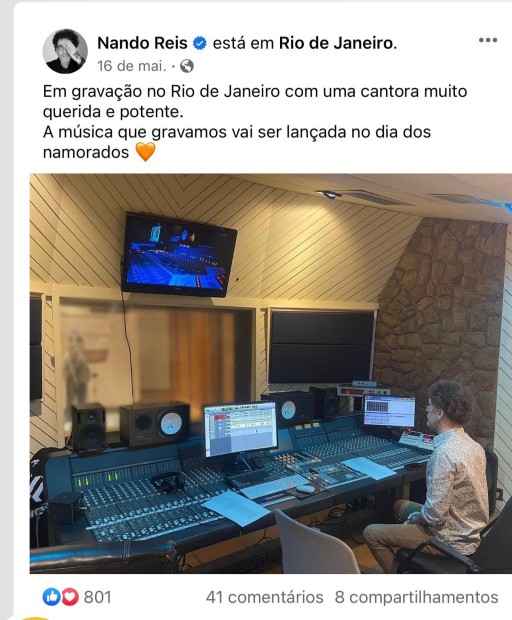 Nando Reis está em Rio de Janeiro.
16 de mai. ·
Em gravação no Rio de Janeiro com uma cantora muito
querida e potente.
A música que gravamos vai ser lançada no dia dos
namorados 🧡
801
41 comentários 8 compartilhamentos